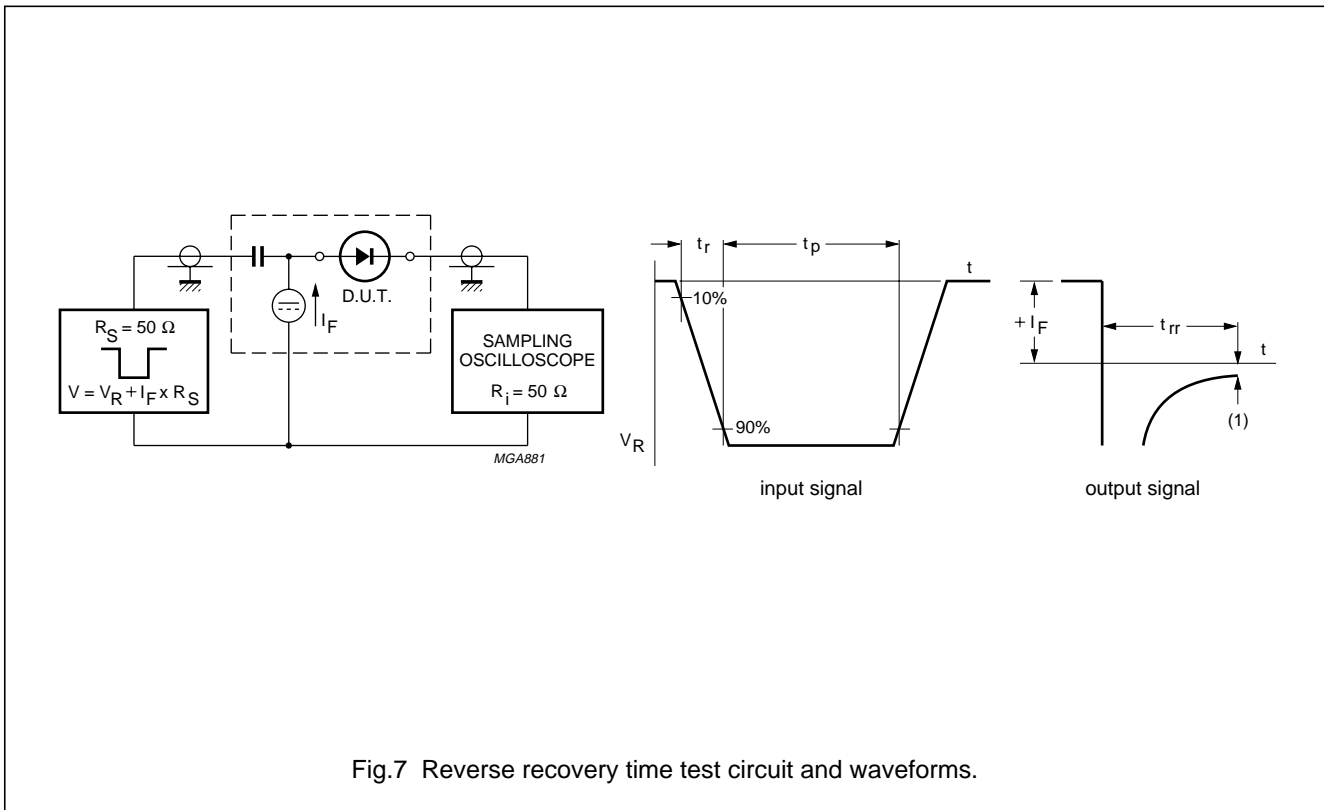 R_S = 50 Ω
V = V_R + I_F x R_S
I_F
D.U.T.
SAMPLING
OSCILLOSCOPE
R_i = 50 Ω
MGA881
t_r
t_p
t
10%
90%
V_R
input signal
+ I_F
t_rr
t
(1)
output signal
Fig.7 Reverse recovery time test circuit and waveforms.